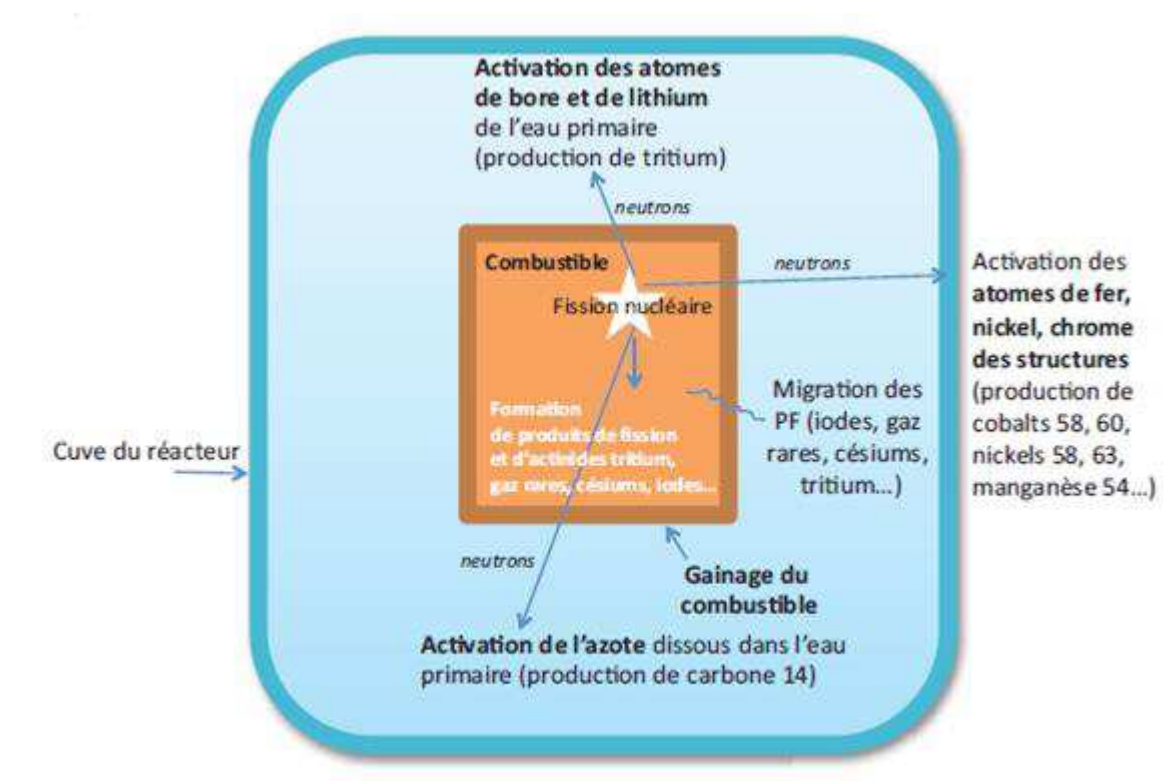 Activation des atomes
de bore et de lithium
de l'eau primaire
(production de tritium)
neutrons
Combustible
neutrons
Fission nucléaire
Activation des
atomes de fer,
nickel, chrome
des structures
(production de
cobalts 58, 60,
nickels 58, 63,
manganèse 54...)
Migration des
PF (iodes, gaz
rares, césiums,
tritium...)
Formation
de produits de fission
et d'actinides tritium,
gaz rares, césiums, iodes...
Cuve du réacteur
neutrons
Gainage du
combustible
Activation de l'azote dissous dans l'eau
primaire (production de carbone 14)